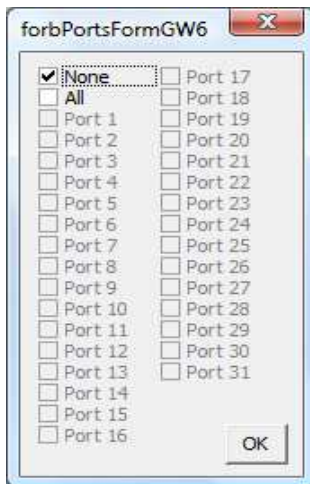 forbPortsFormGW6
None
All
Port 1
Port 2
Port 3
Port 4
Port 5
Port 6
Port 7
Port 8
Port 9
Port 10
Port 11
Port 12
Port 13
Port 14
Port 15
Port 16
Port 17
Port 18
Port 19
Port 20
Port 21
Port 22
Port 23
Port 24
Port 25
Port 26
Port 27
Port 28
Port 29
Port 30
Port 31
OK